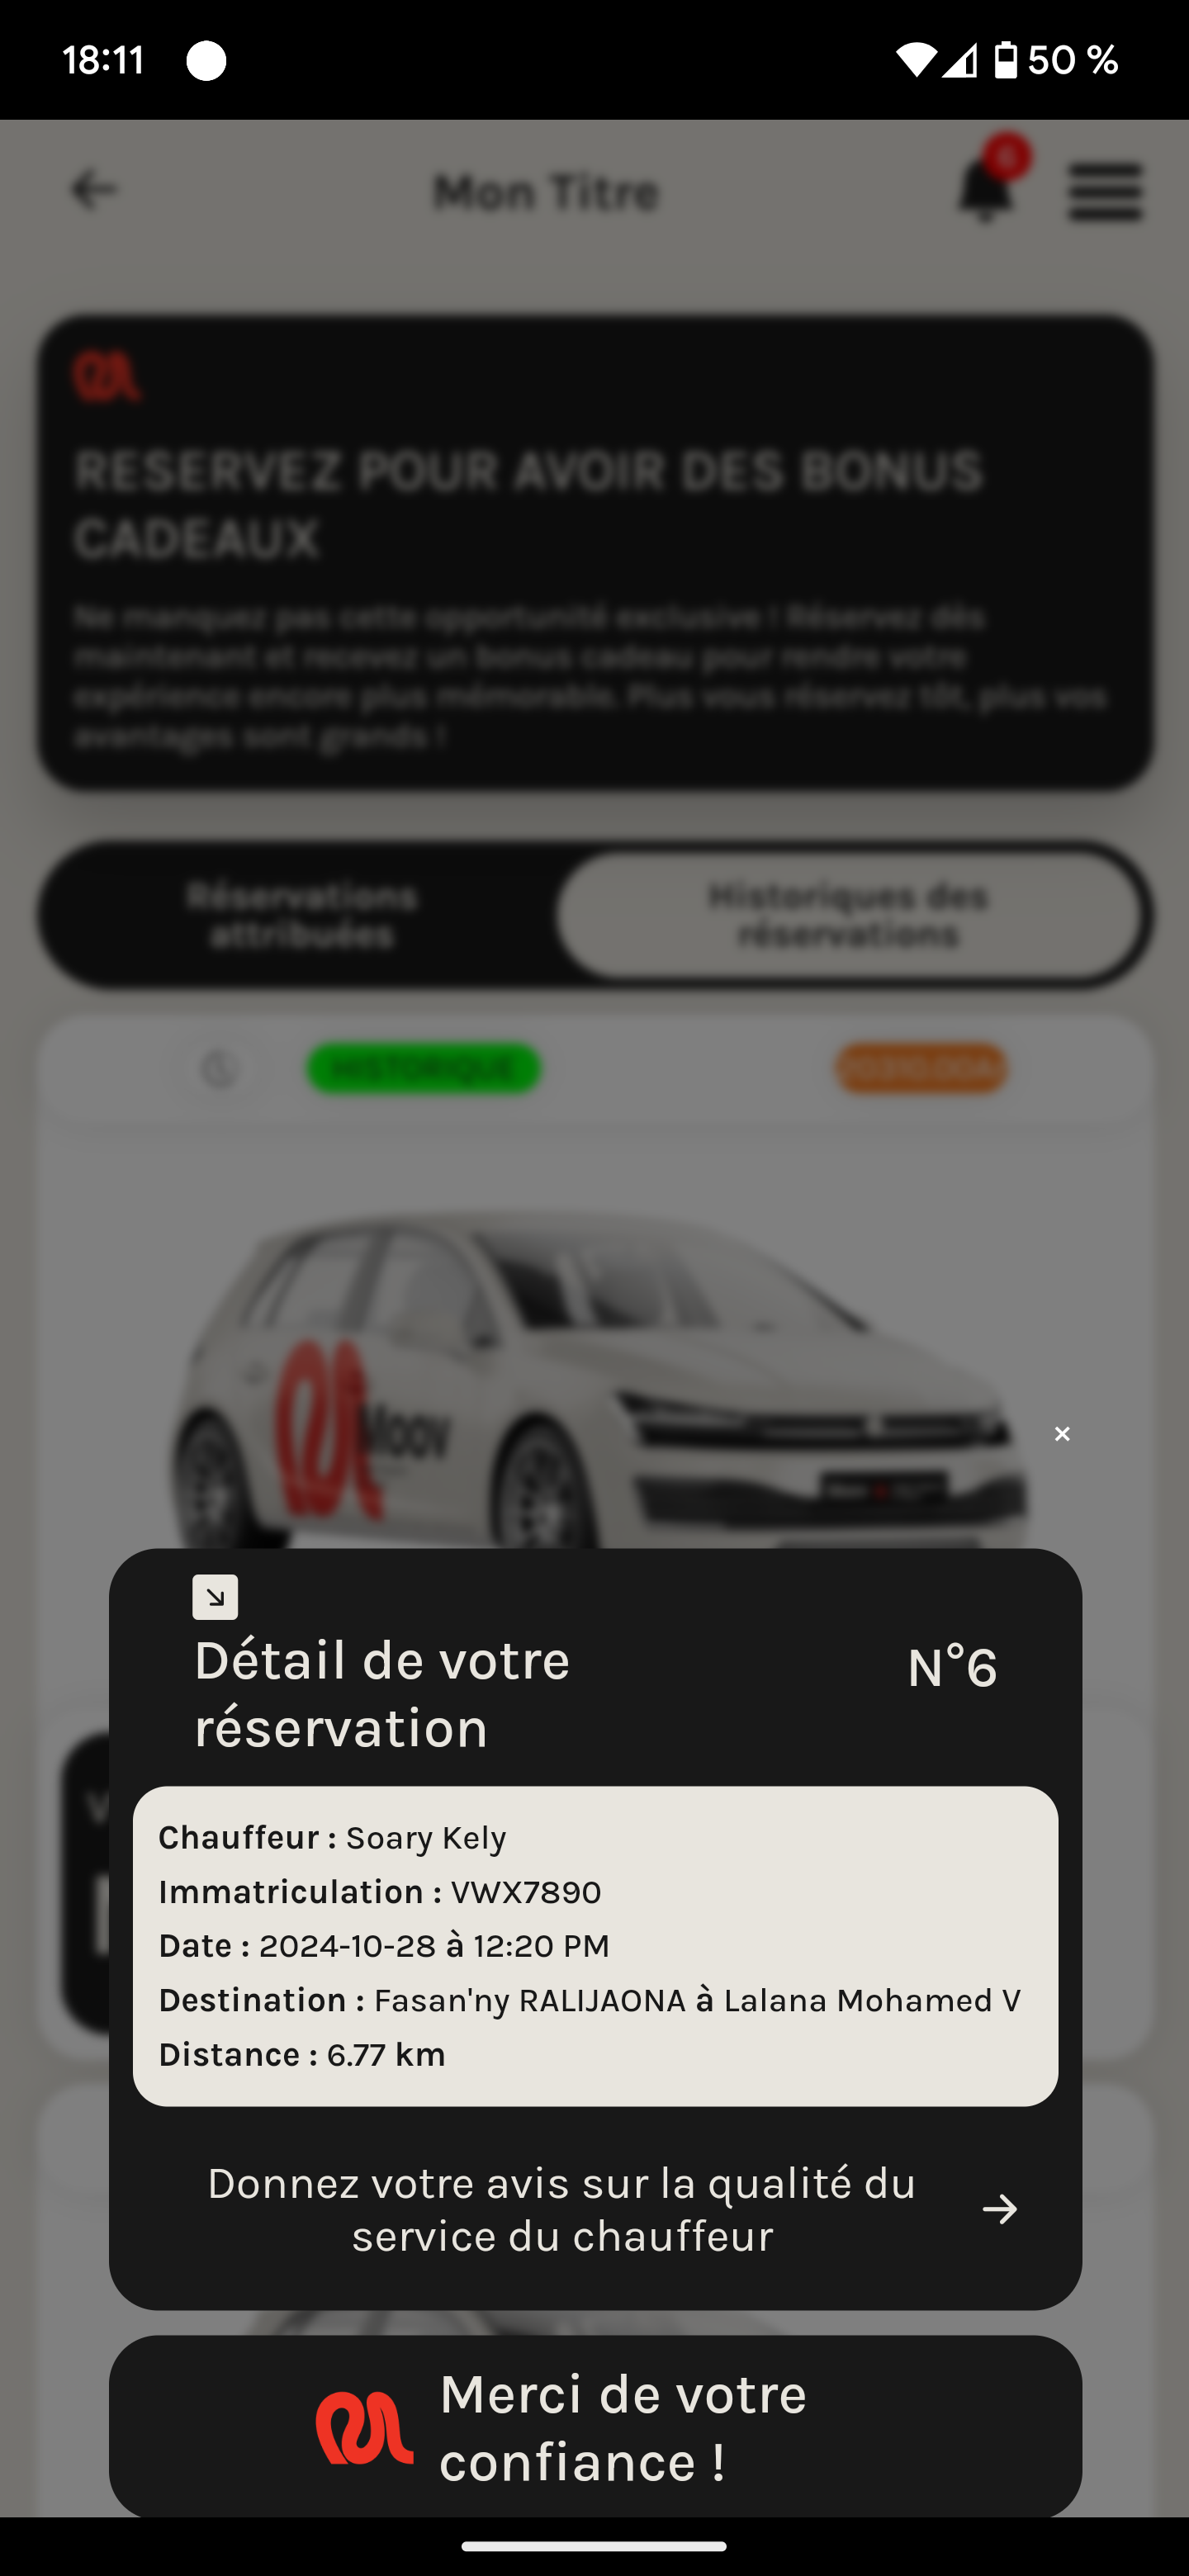 18:11
50 %
Mon Titre
6
RESERVEZ POUR AVOIR DES BONUS
CADEAUX
Ne manquez pas cette opportunité exclusive ! Réservez dès
maintenant et recevez un bonus cadeau pour rendre votre
expérience encore plus mémorable. Plus vous réservez tôt, plus vos
avantages sont grands !
Réservations
attribuées
Historiques des
réservations
HISTORIQUE
Moov
Détail de votre
réservation
N°6
Chauffeur : Soary Kely
Immatriculation : VWX7890
Date : 2024-10-28 à 12:20 PM
Destination : Fasan'ny RALIJAONA à Lalana Mohamed V
Distance : 6.77 km
Donnez votre avis sur la qualité du
service du chauffeur
Merci de votre
confiance !